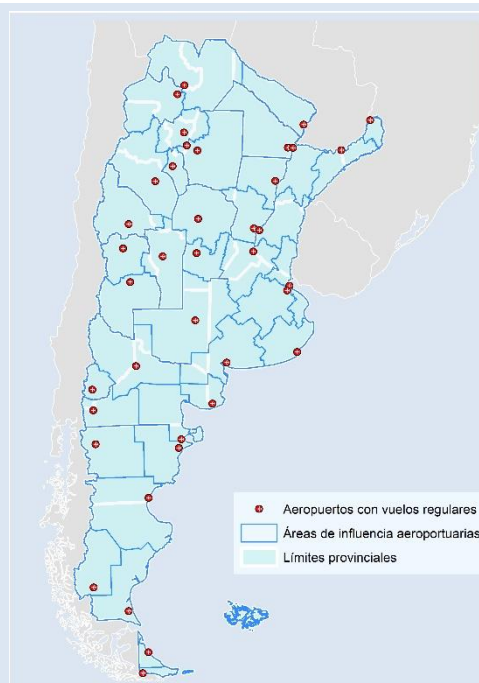 Aeropuertos con vuelos regulares
Áreas de influencia aeroportuarias
Límites provinciales